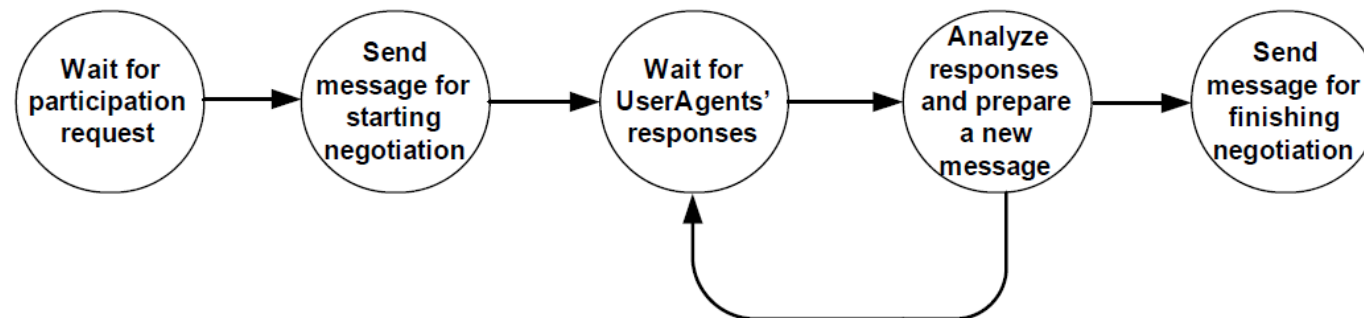 Wait for
participation
request
Send
message for
starting
negotiation
Wait for
UserAgents’
responses
Analyze
responses
and prepare
a new
message
Send
message for
finishing
negotiation